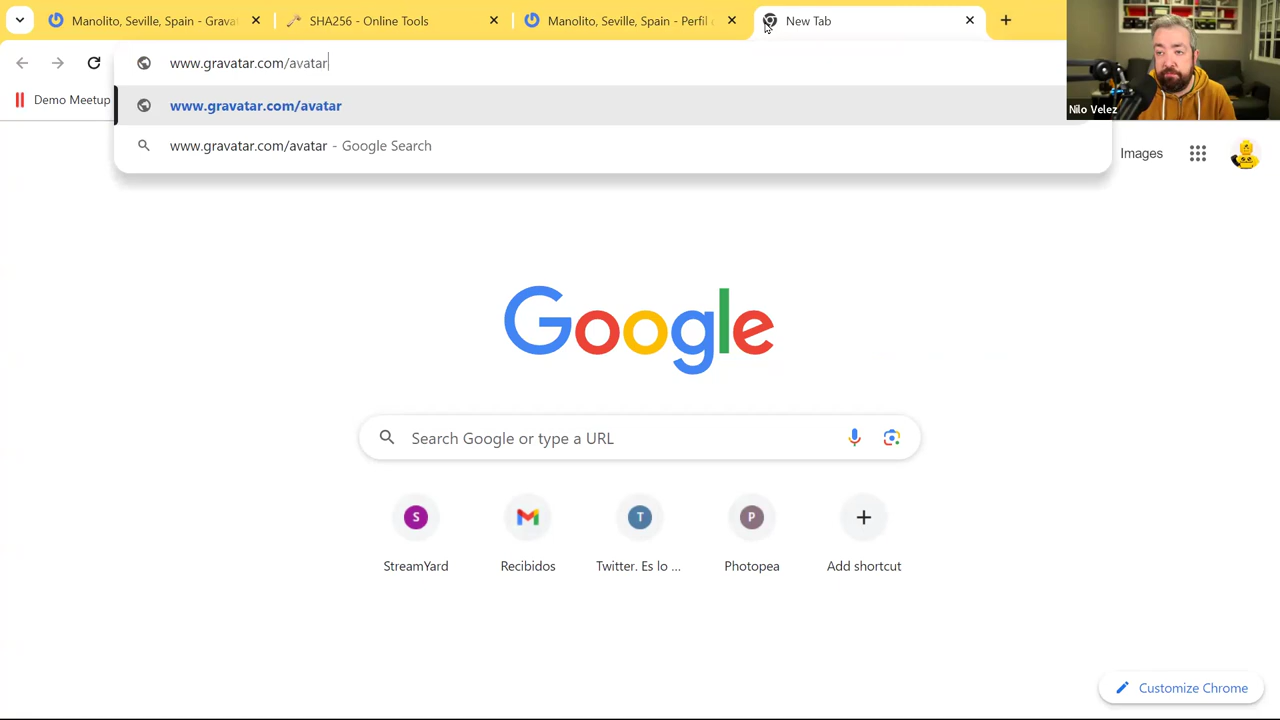 Manolito, Seville, Spain - Grava
SHA256 - Online Tools
Manolito, Seville, Spain - Perfil
New Tab
www.gravatar.com/avatar
Demo Meetup
www.gravatar.com/avatar
www.gravatar.com/avatar - Google Search
Nilo Velez
Images
Google
Search Google or type a URL
S
T
P
StreamYard
Recibidos
Twitter. Es lo ...
Photopea
Add shortcut
Customize Chrome